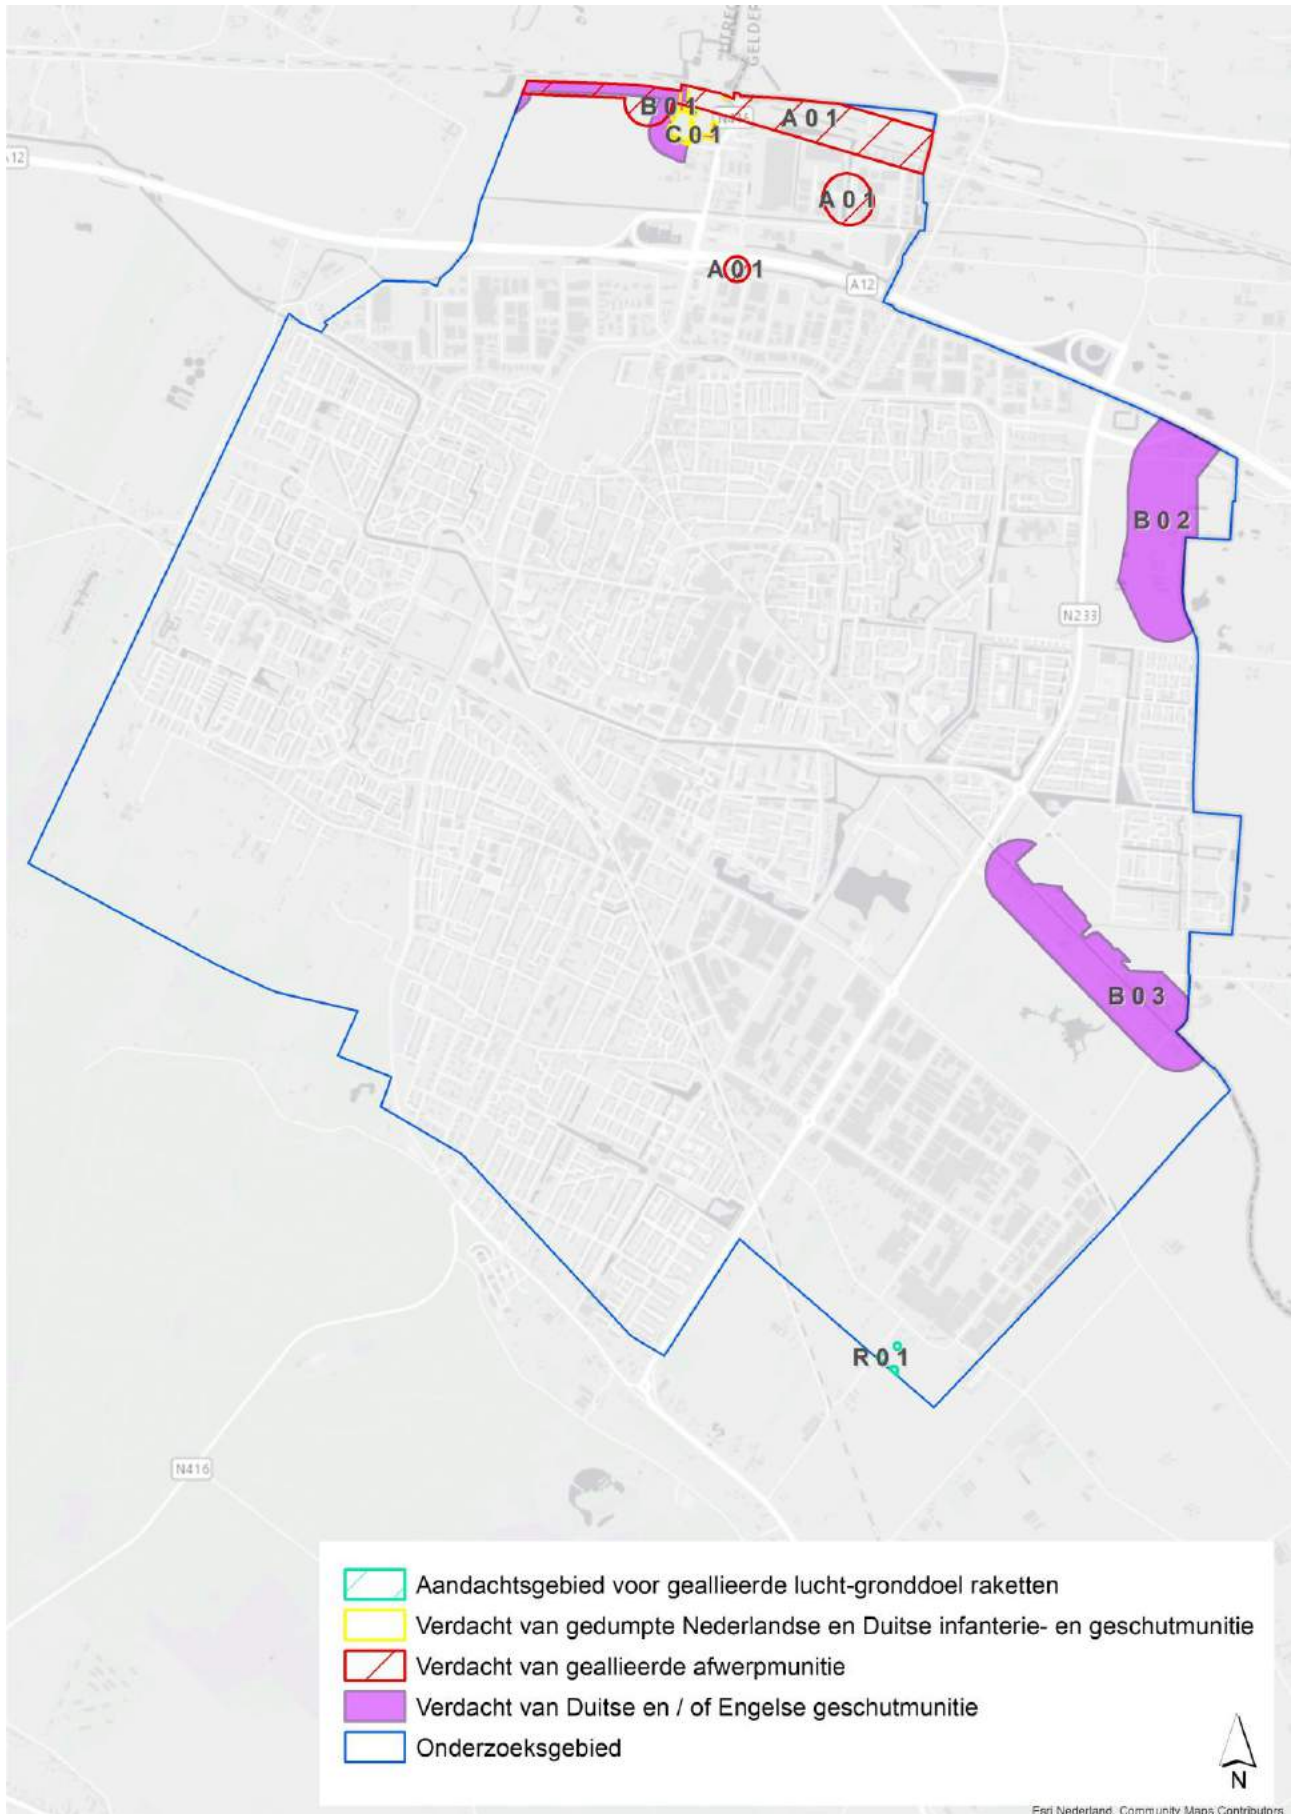 GELDER
B 0 1
A 0 1
C 0 1
A 0 1
A12
A 0 1
A12
B 0 2
N233
B 0 3
R 0 1
N416
Aandachtsgebied voor geallieerde lucht-gronddoel raketten
Verdacht van gedumpte Nederlandse en Duitse infanterie- en geschutmunitie
Verdacht van geallieerde afwerpmunitie
Verdacht van Duitse en / of Engelse geschutmunitie
Onderzoeksgebied
N
Esri Nederland, Community Maps Contributors